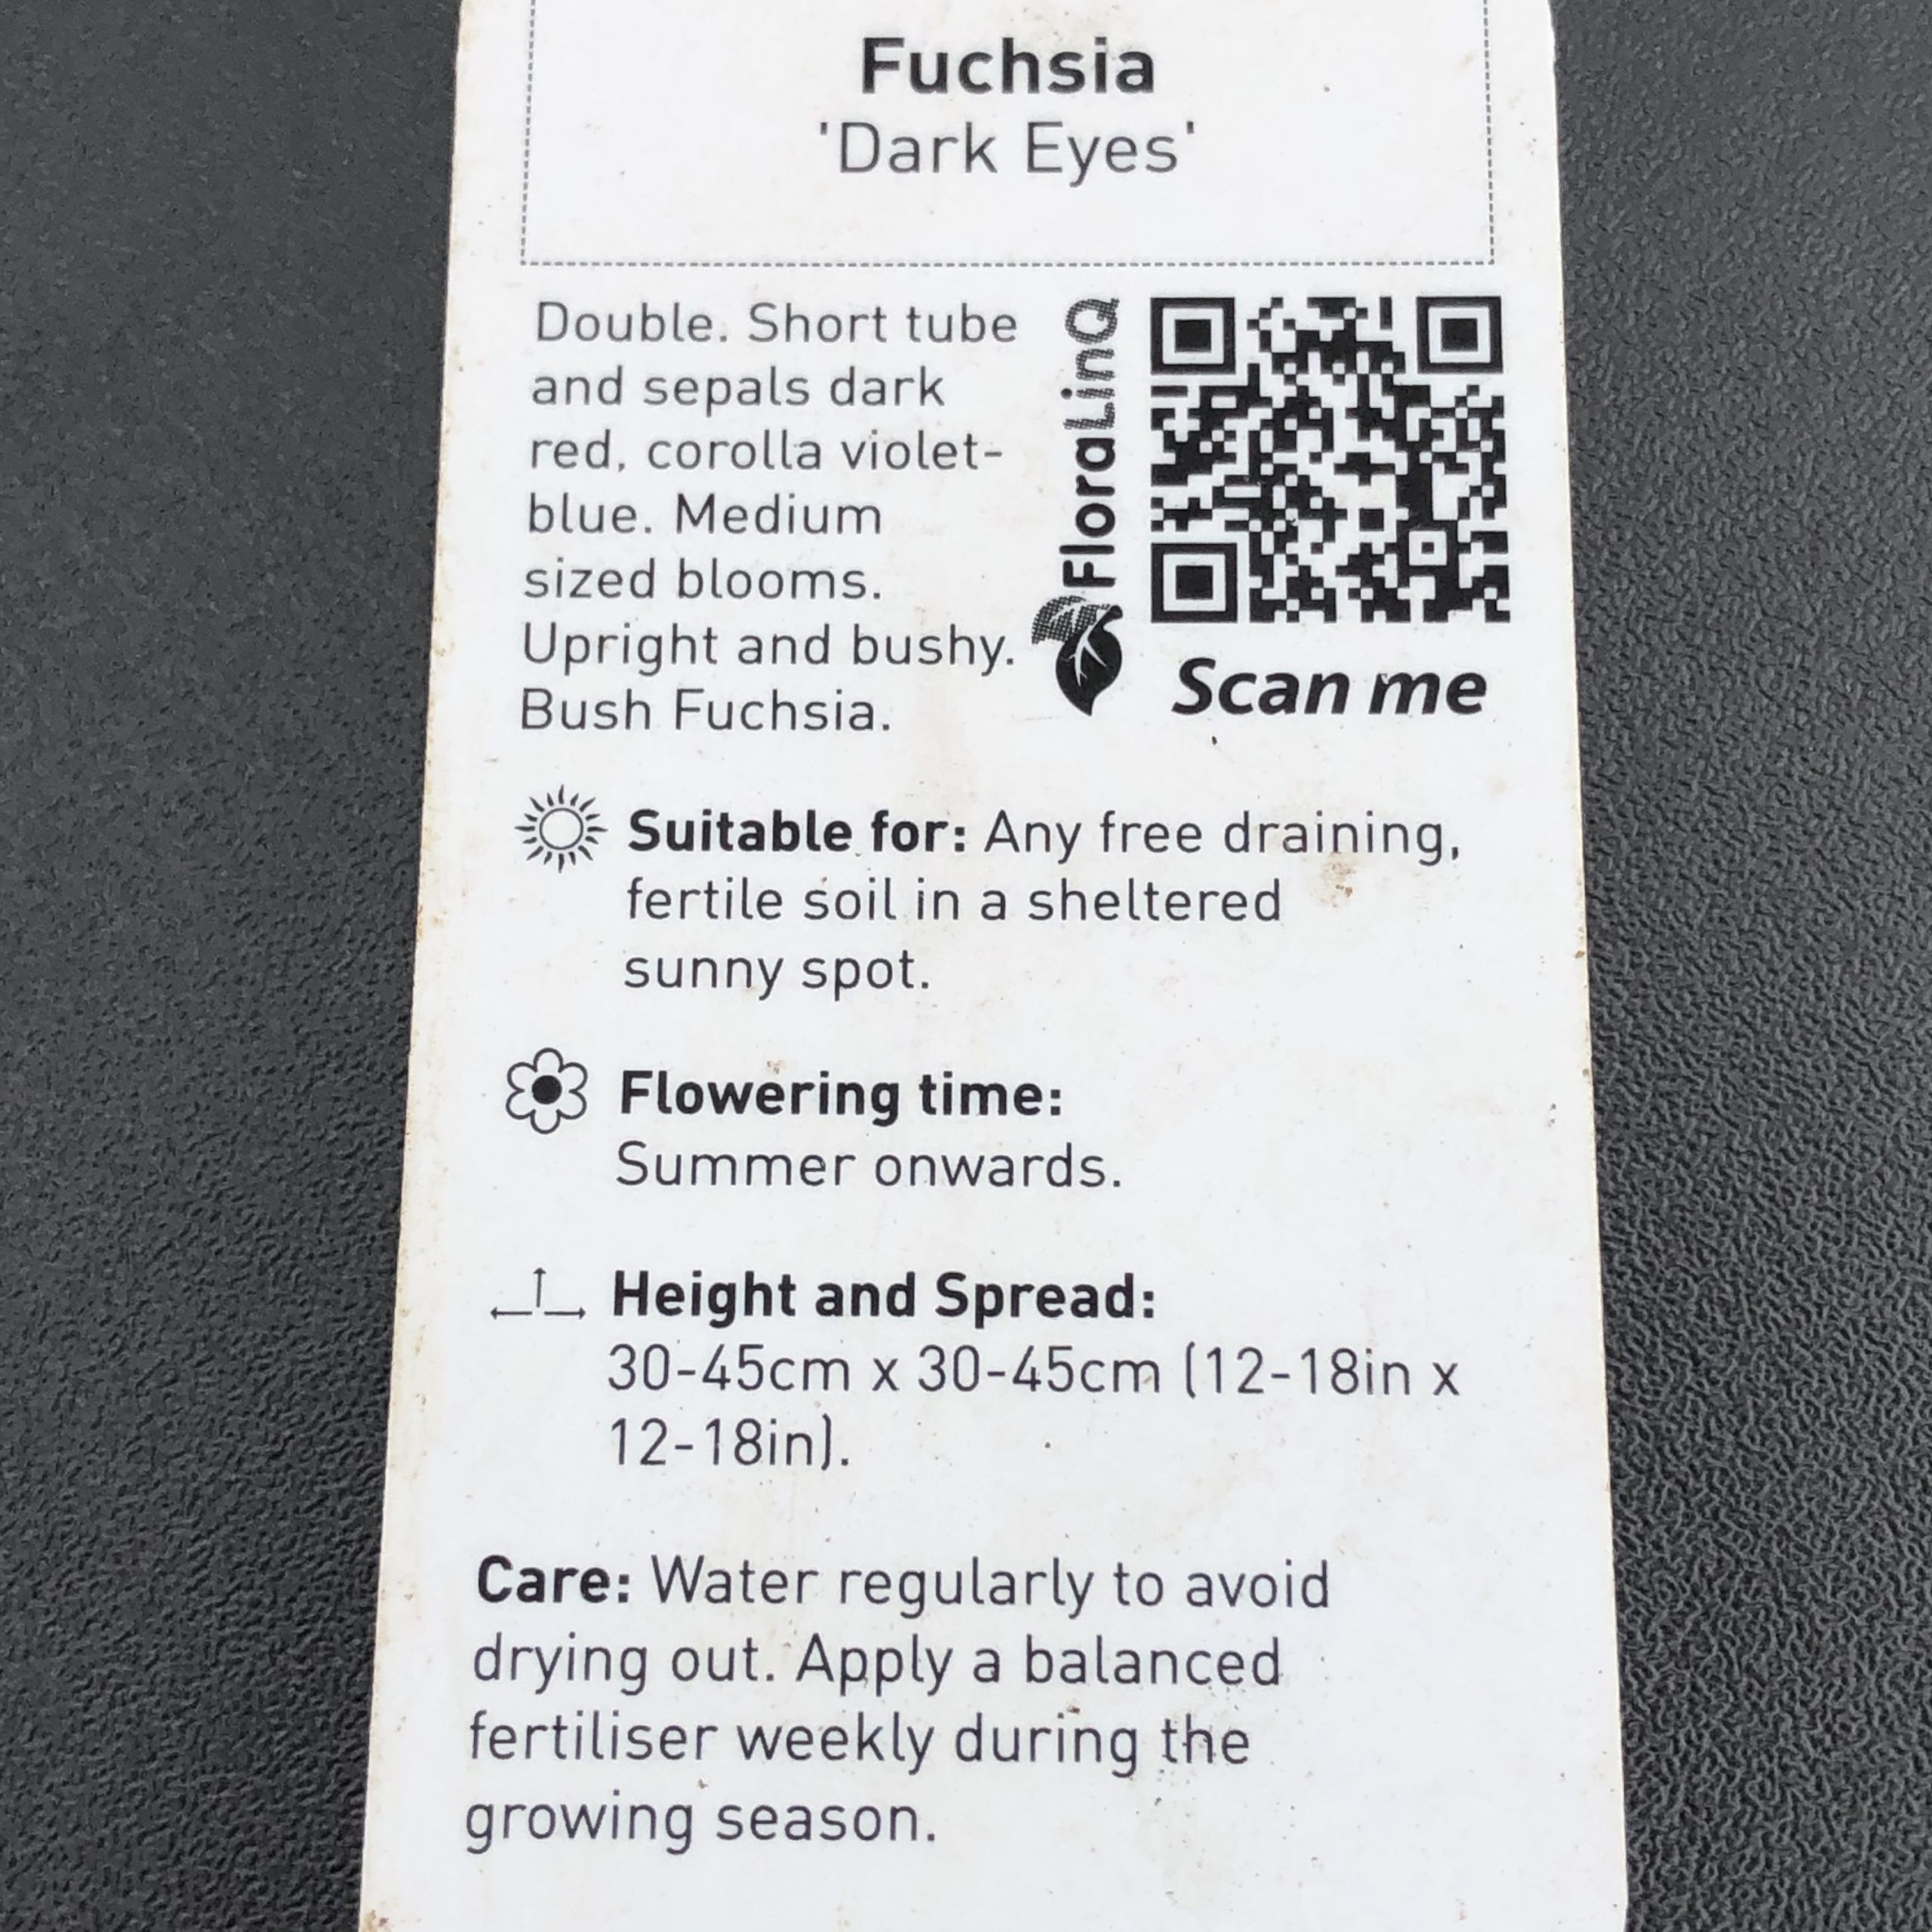 Fuchsia
'Dark Eyes'
Double. Short tube
and sepals dark
red, corolla violet-
blue. Medium
sized blooms.
Upright and bushy.
Bush Fuchsia.
FloraLinQ
Scan me
Suitable for: Any free draining,
fertile soil in a sheltered
sunny spot.
Flowering time:
Summer onwards.
Height and Spread:
30-45cm x 30-45cm (12-18in x
12-18in).
Care: Water regularly to avoid
drying out. Apply a balanced
fertiliser weekly during the
growing season.